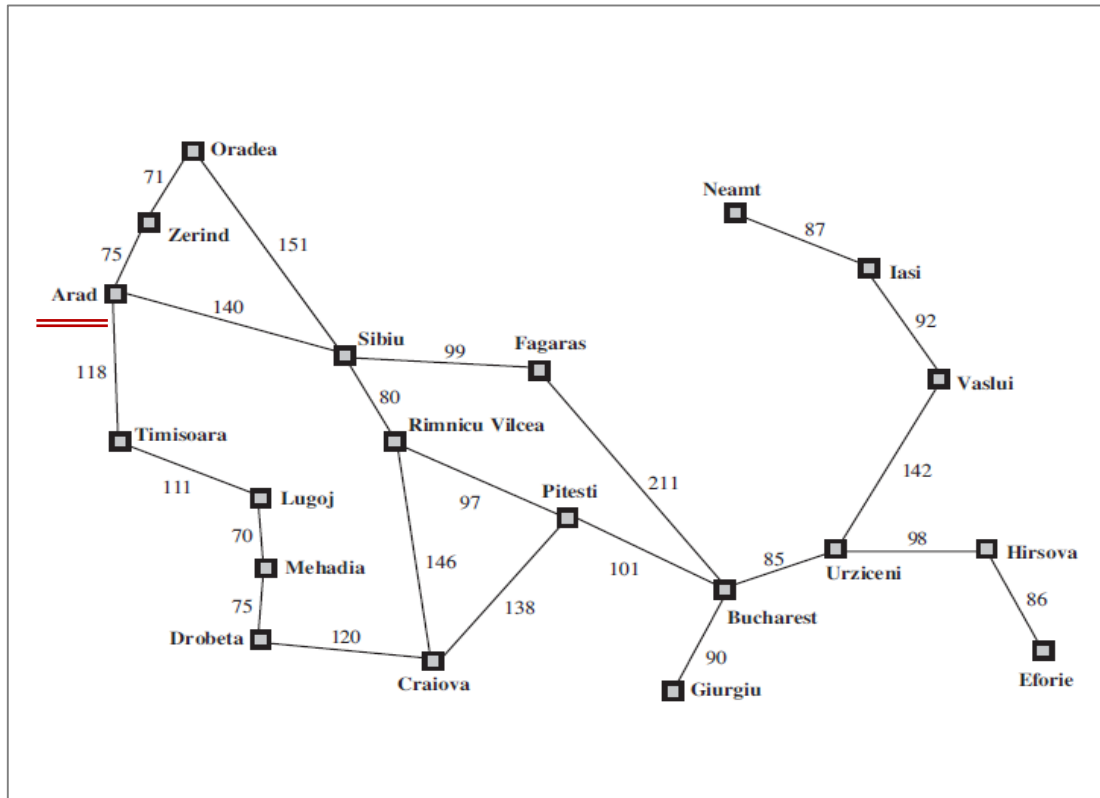 Oradea
71
Neamt
87
Zerind
151
75
Iasi
Arad
140
92
Sibiu
99
Fagaras
118
80
Vaslui
Timisoara
Rimnicu Vilcea
111
142
Lugoj
97
Pitesti
211
70
98
Hirsova
Mehadia
146
101
85
Urziceni
75
138
86
Bucharest
Drobeta
120
90
Craiova
Giurgiu
Eforie